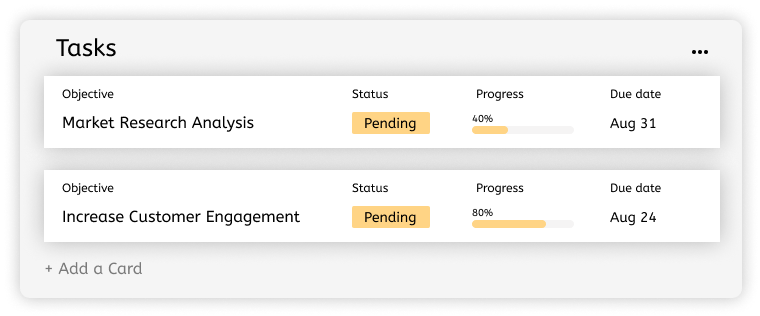 Tasks
Objective Status Progress Due date
Market Research Analysis Pending 40% Aug 31
Objective Status Progress Due date
Increase Customer Engagement Pending 80% Aug 24
+ Add a Card